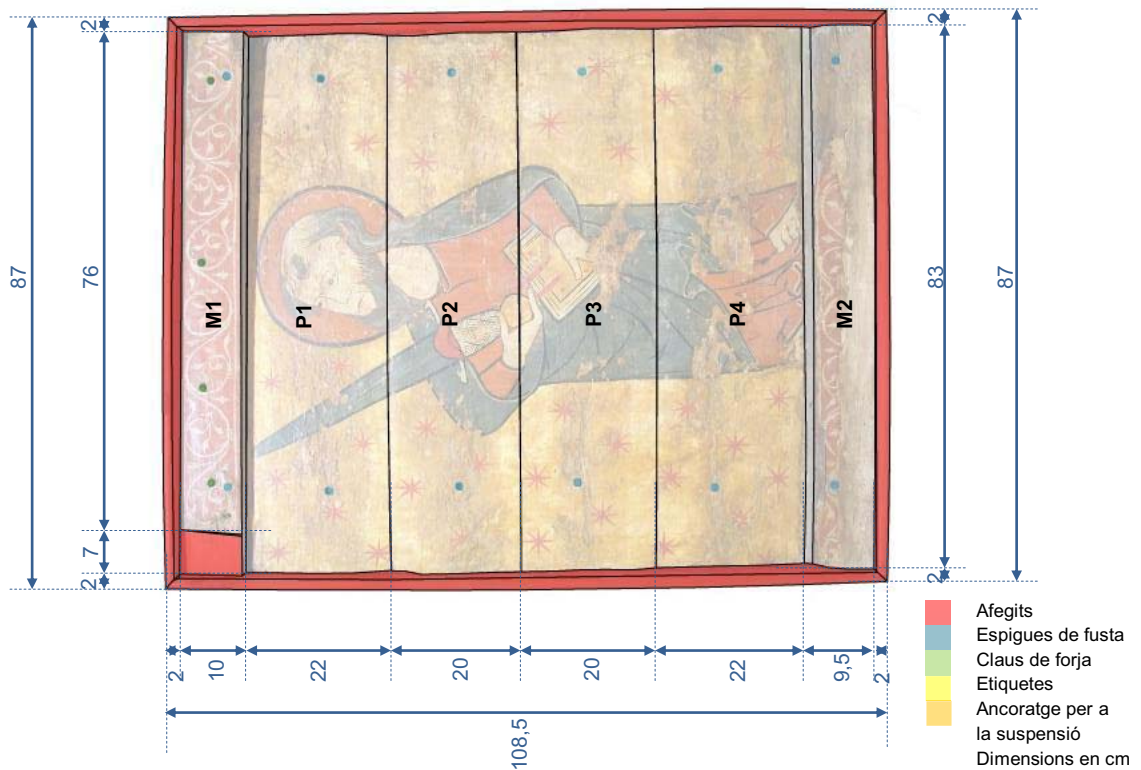 2
76
87
7
2
M1
P1
P2
P3
P4
M2
2
83
87
2
2
10
22
20
20
22
9,5
2
108,5
Afegits
Espigues de fusta
Claus de forja
Etiquetes
Ancoratge per a
la suspensió
Dimensions en cm